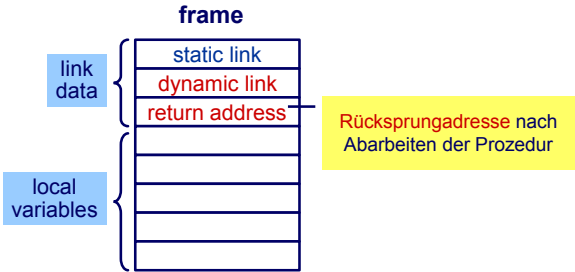 frame
link
data
static link
dynamic link
return address
Rücksprungadresse nach
Abarbeiten der Prozedur
local
variables